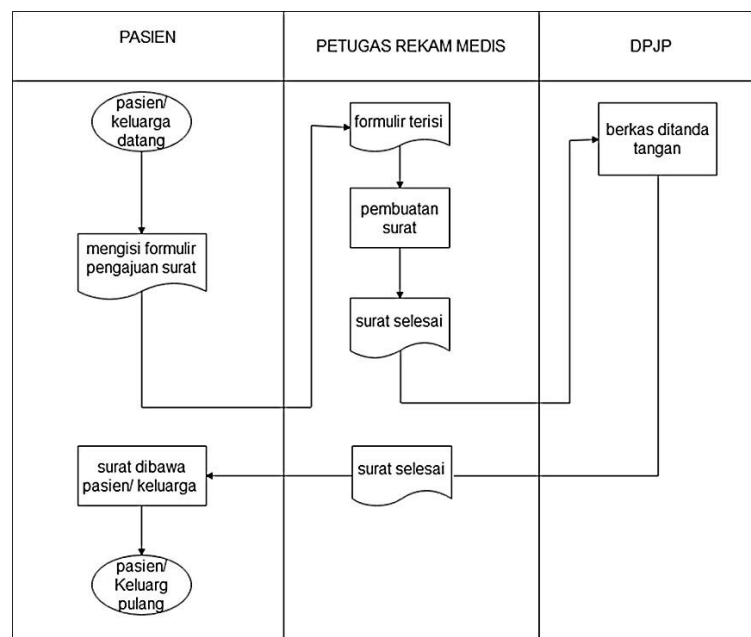 PASIEN
PETUGAS REKAM MEDIS
DPJP
pasien/
keluarga
datang
mengisi formulir
pengajuan surat
formulir terisi
pembuatan
surat
surat selesai
berkas ditanda
tangan
surat selesai
surat dibawa
pasien/ keluarga
pasien/
Keluarg
pulang